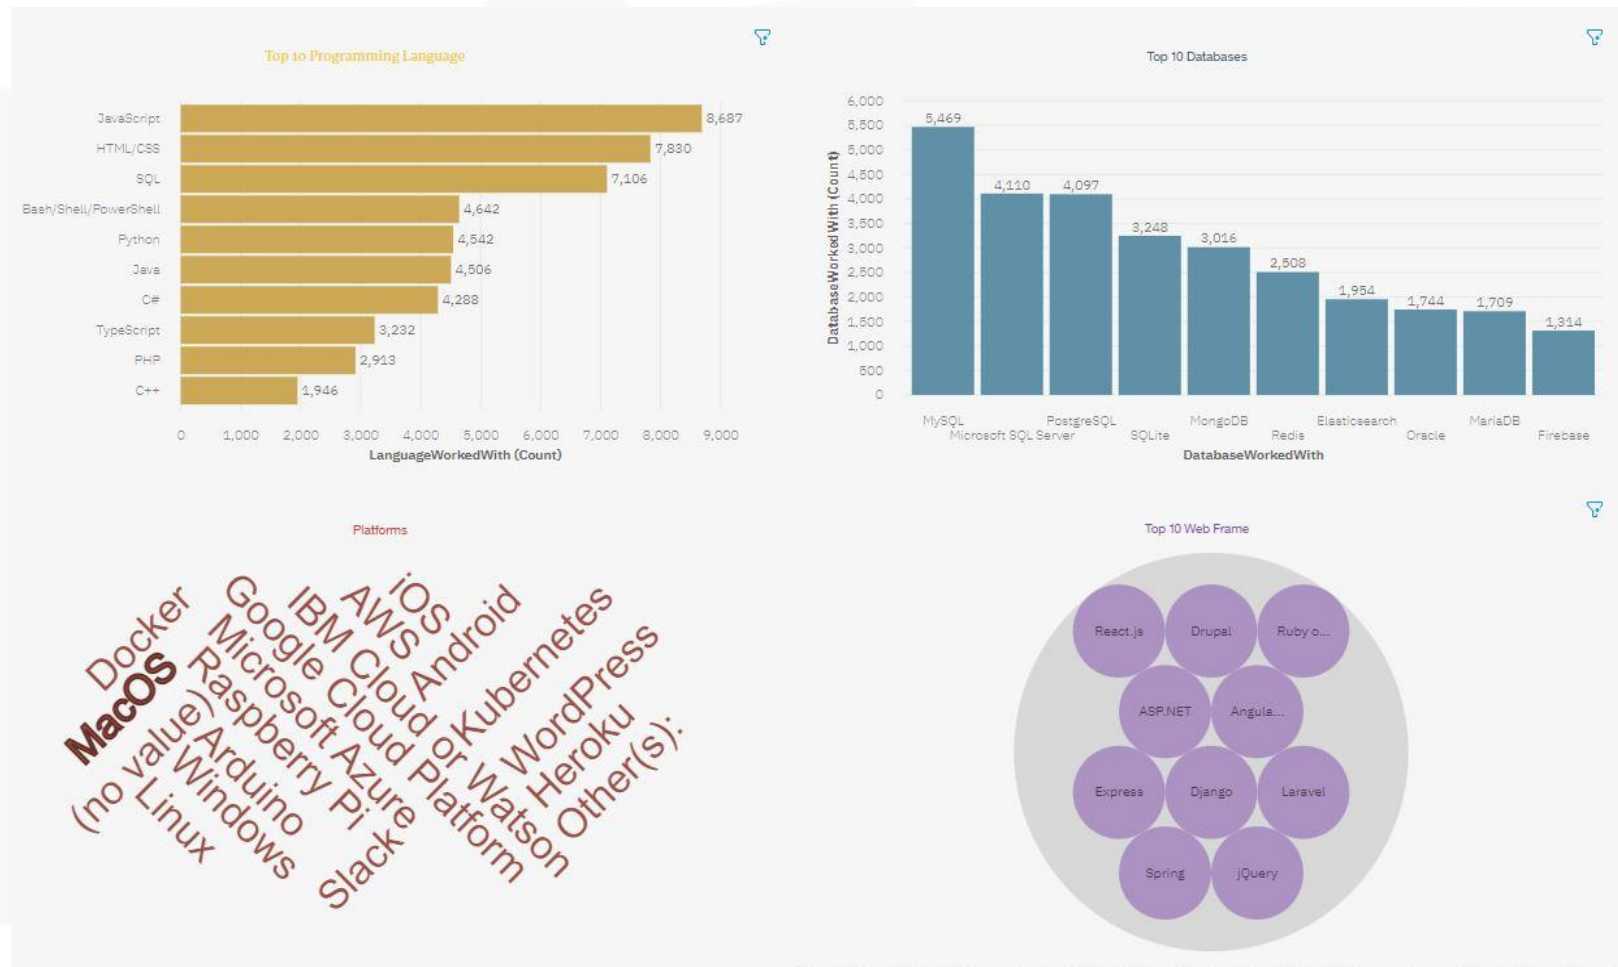 Top 10 Programming Language
JavaScript
8,687
HTML/CSS
7,830
SQL
7,106
Bash/Shell/PowerShell
4,642
Python
4,542
Java
4,506
C#
4,288
TypeScript
3,232
PHP
2,913
C++
1,946
0 1,000 2,000 3,000 4,000 5,000 6,000 7,000 8,000 9,000
LanguageWorkedWith (Count)
Top 10 Databases
DatabaseWorkedWith (Count)
6,000
5,500
5,000
4,500
4,000
3,500
3,000
2,500
2,000
1,500
1,000
500
0
5,469
4,110
4,097
3,248
3,016
2,508
1,954
1,744
1,709
1,314
MySQL
Microsoft SQL Server
PostgreSQL
SQLite
MongoDB
Redis
Elasticsearch
Oracle
MariaDB
Firebase
DatabaseWorkedWith
Platforms
Docker
MacOS
(no value)
Linux
Windows
Arduino
Raspberry Pi
Microsoft Azure
Google Cloud Platform
IBM Cloud or Watson
AWS
iOS
Android
Kubernetes
WordPress
Heroku
Other(s):
Slack
Top 10 Web Frame
React.js
Drupal
Ruby o...
ASP.NET
Angula...
Express
Django
Laravel
Spring
jQuery